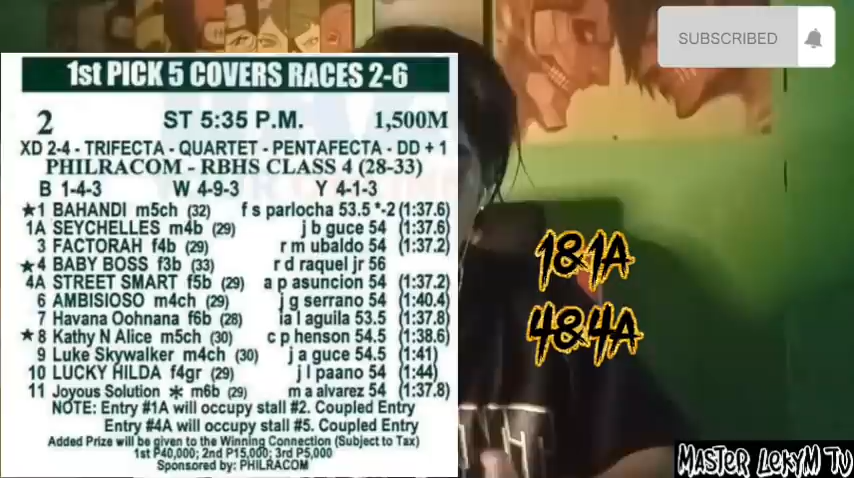 SUBSCRIBED
1st PICK 5 COVERS RACES 2-6
2 ST 5:35 P.M. 1,500M
XD 2-4 - TRIFECTA - QUARTET - PENTAFECTA - DD + 1
PHILRACOM - RBHS CLASS 4 (28-33)
B 1-4-3 W 4-9-3 Y 4-1-3
★1 BAHANDI m5ch (32) f s parlocha 53.5 *-2 (1:37.6)
1A SEYCHELLES m4b (29) j b guce 54 (1:37.6)
3 FACTORAH f4b (29) r m ubaldo 54 (1:37.2)
★4 BABY BOSS f3b (33) r d raquel jr 56
4A STREET SMART f5b (29) a p asuncion 54 (1:37.2)
6 AMBISIOSO m4ch (29) j g serrano 54 (1:40.4)
7 Havana Oohnana f6b (28) ia l aguila 53.5 (1:37.8)
★8 Kathy N Alice m5ch (30) c p henson 54.5 (1:38.6)
9 Luke Skywalker m4ch (30) j a guce 54.5 (1:41)
10 LUCKY HILDA f4gr (29) j l paano 54 (1:44)
11 Joyous Solution * m6b (29) m a alvarez 54 (1:37.8)
NOTE: Entry #1A will occupy stall #2. Coupled Entry
Entry #4A will occupy stall #5. Coupled Entry
Added Prize will be given to the Winning Connection (Subject to Tax)
1st P40,000; 2nd P15,000; 3rd P5,000
Sponsored by: PHILRACOM
1&1A
4&4A
MASTER LEKYM TV